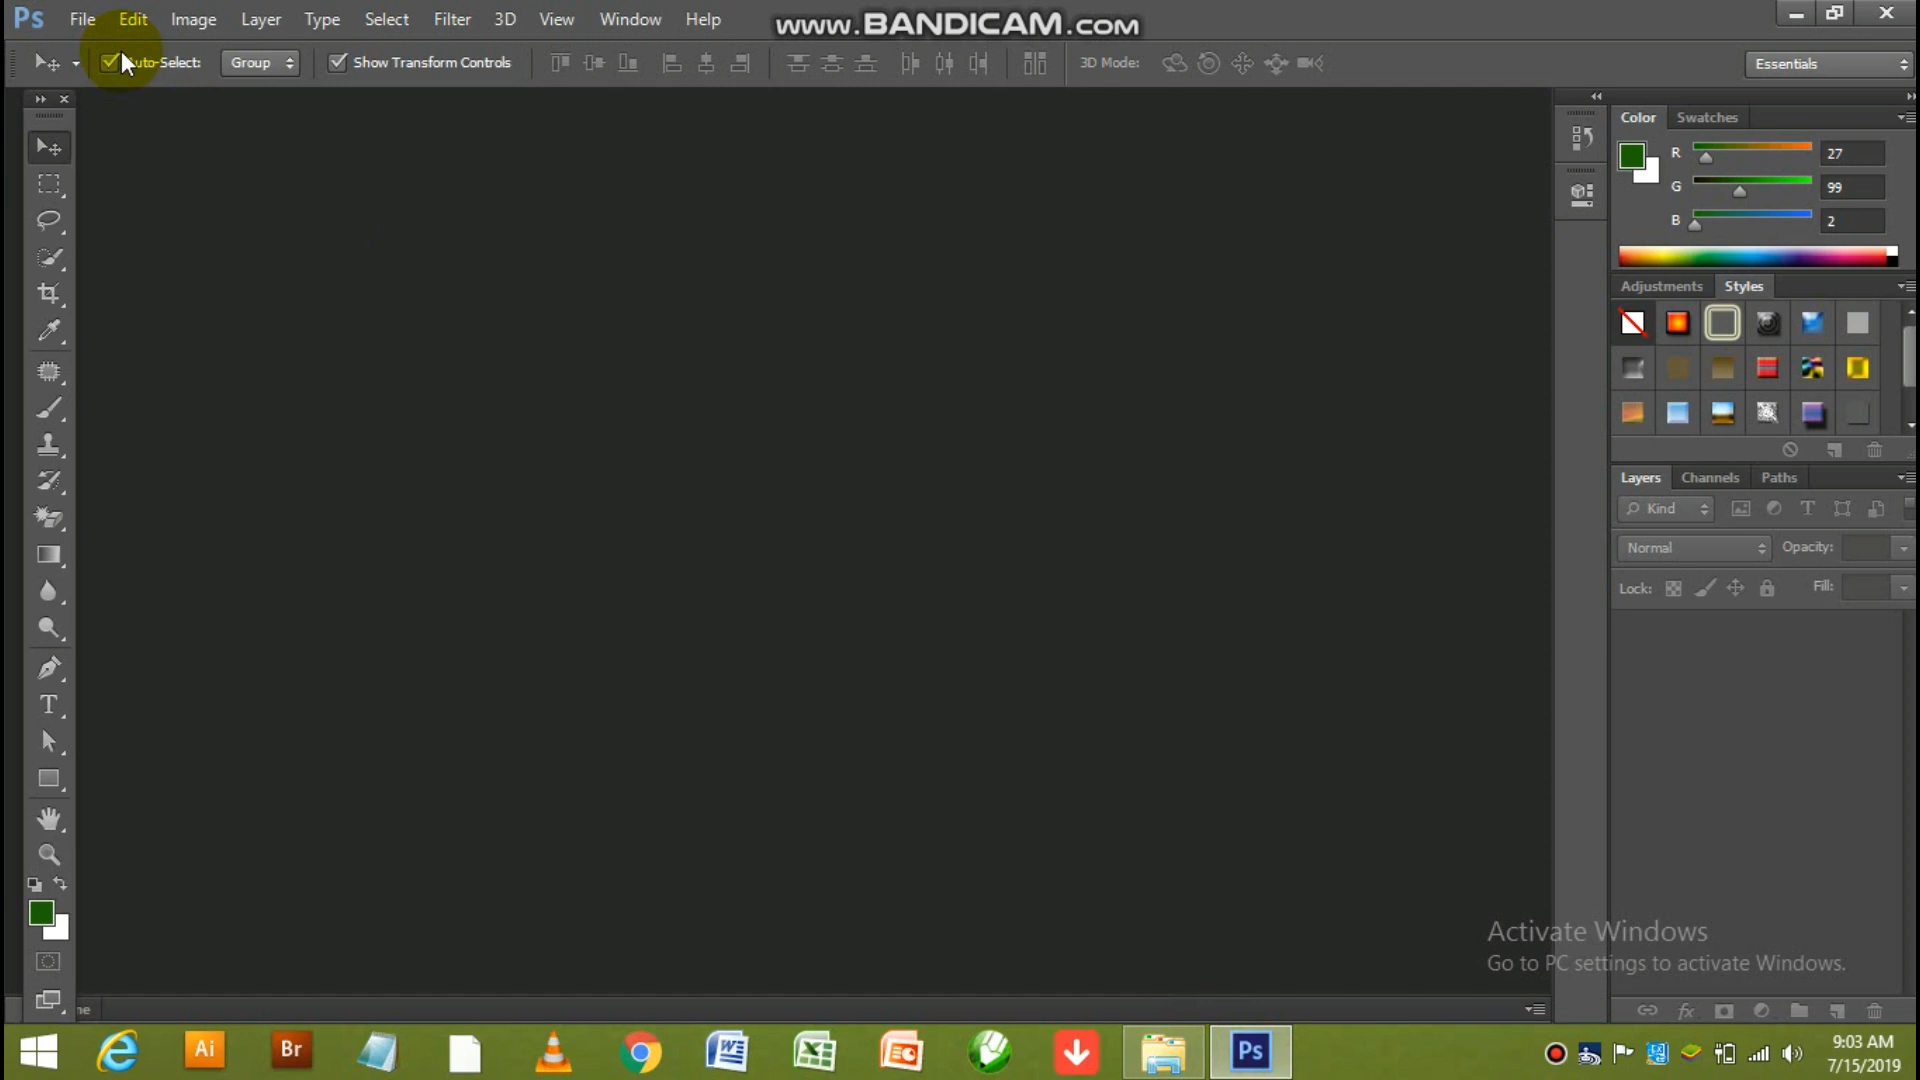 Ps File Edit Image Layer Type Select Filter 3D View Window Help
www.BANDICAM.com
Auto-Select: Group Show Transform Controls 3D Mode: Essentials
Color Swatches
R 27
G 99
B 2
Adjustments Styles
Layers Channels Paths
Kind T
Normal Opacity:
Lock: Fill:
T
Activate Windows
Go to PC settings to activate Windows.
fx
Ai Br Ps
9:03 AM
7/15/2019